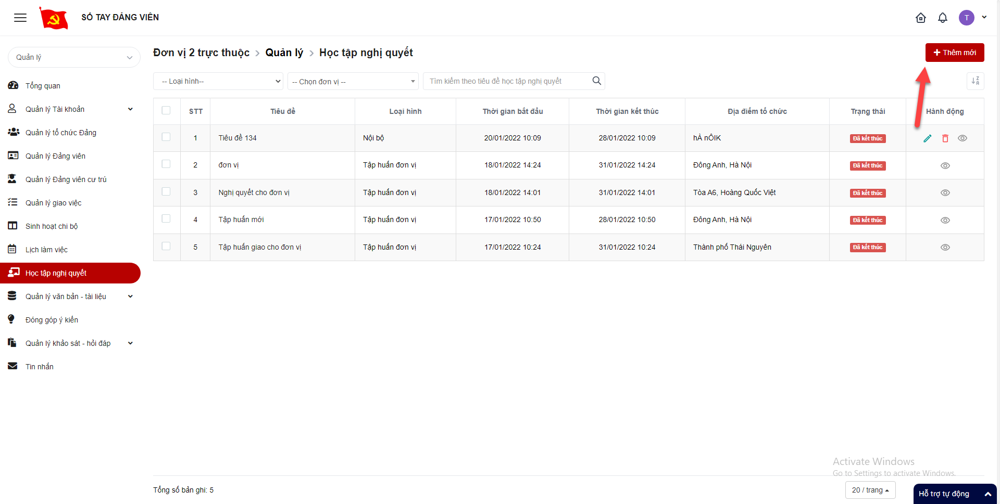 SỔ TAY ĐẢNG VIÊN
T
Quản lý
Tổng quan
Quản lý Tài khoản
Quản lý tổ chức Đảng
Quản lý Đảng viên
Quản lý Đảng viên cư trú
Quản lý giao việc
Sinh hoạt chi bộ
Lịch làm việc
Học tập nghị quyết
Quản lý văn bản - tài liệu
Đóng góp ý kiến
Quản lý khảo sát - hỏi đáp
Tin nhắn
Đơn vị 2 trực thuộc > Quản lý > Học tập nghị quyết
+ Thêm mới
-- Loại hình-- -- Chọn đơn vị -- Tìm kiếm theo tiêu đề học tập nghị quyết
STT Tiêu đề Loại hình Thời gian bắt đầu Thời gian kết thúc Địa điểm tổ chức Trạng thái Hành động
1 Tiêu đề 134 Nội bộ 20/01/2022 10:09 28/01/2022 10:09 hÀ nÔIK Đã kết thúc
2 đơn vị Tập huấn đơn vị 18/01/2022 14:24 31/01/2022 14:24 Đông Anh, Hà Nội Đã kết thúc
3 Nghị quyết cho đơn vị Tập huấn đơn vị 18/01/2022 14:01 31/01/2022 14:01 Tòa A6, Hoàng Quốc Việt Đã kết thúc
4 Tập huấn mới Tập huấn đơn vị 17/01/2022 10:50 28/01/2022 10:50 Đông Anh, Hà Nội Đã kết thúc
5 Tập huấn giao cho đơn vị Tập huấn đơn vị 17/01/2022 10:24 31/01/2022 10:24 Thành phố Thái Nguyên Đã kết thúc
Activate Windows
Go to Settings to activate Windows.
Tổng số bản ghi: 5
20 / trang
Hỗ trợ tự động